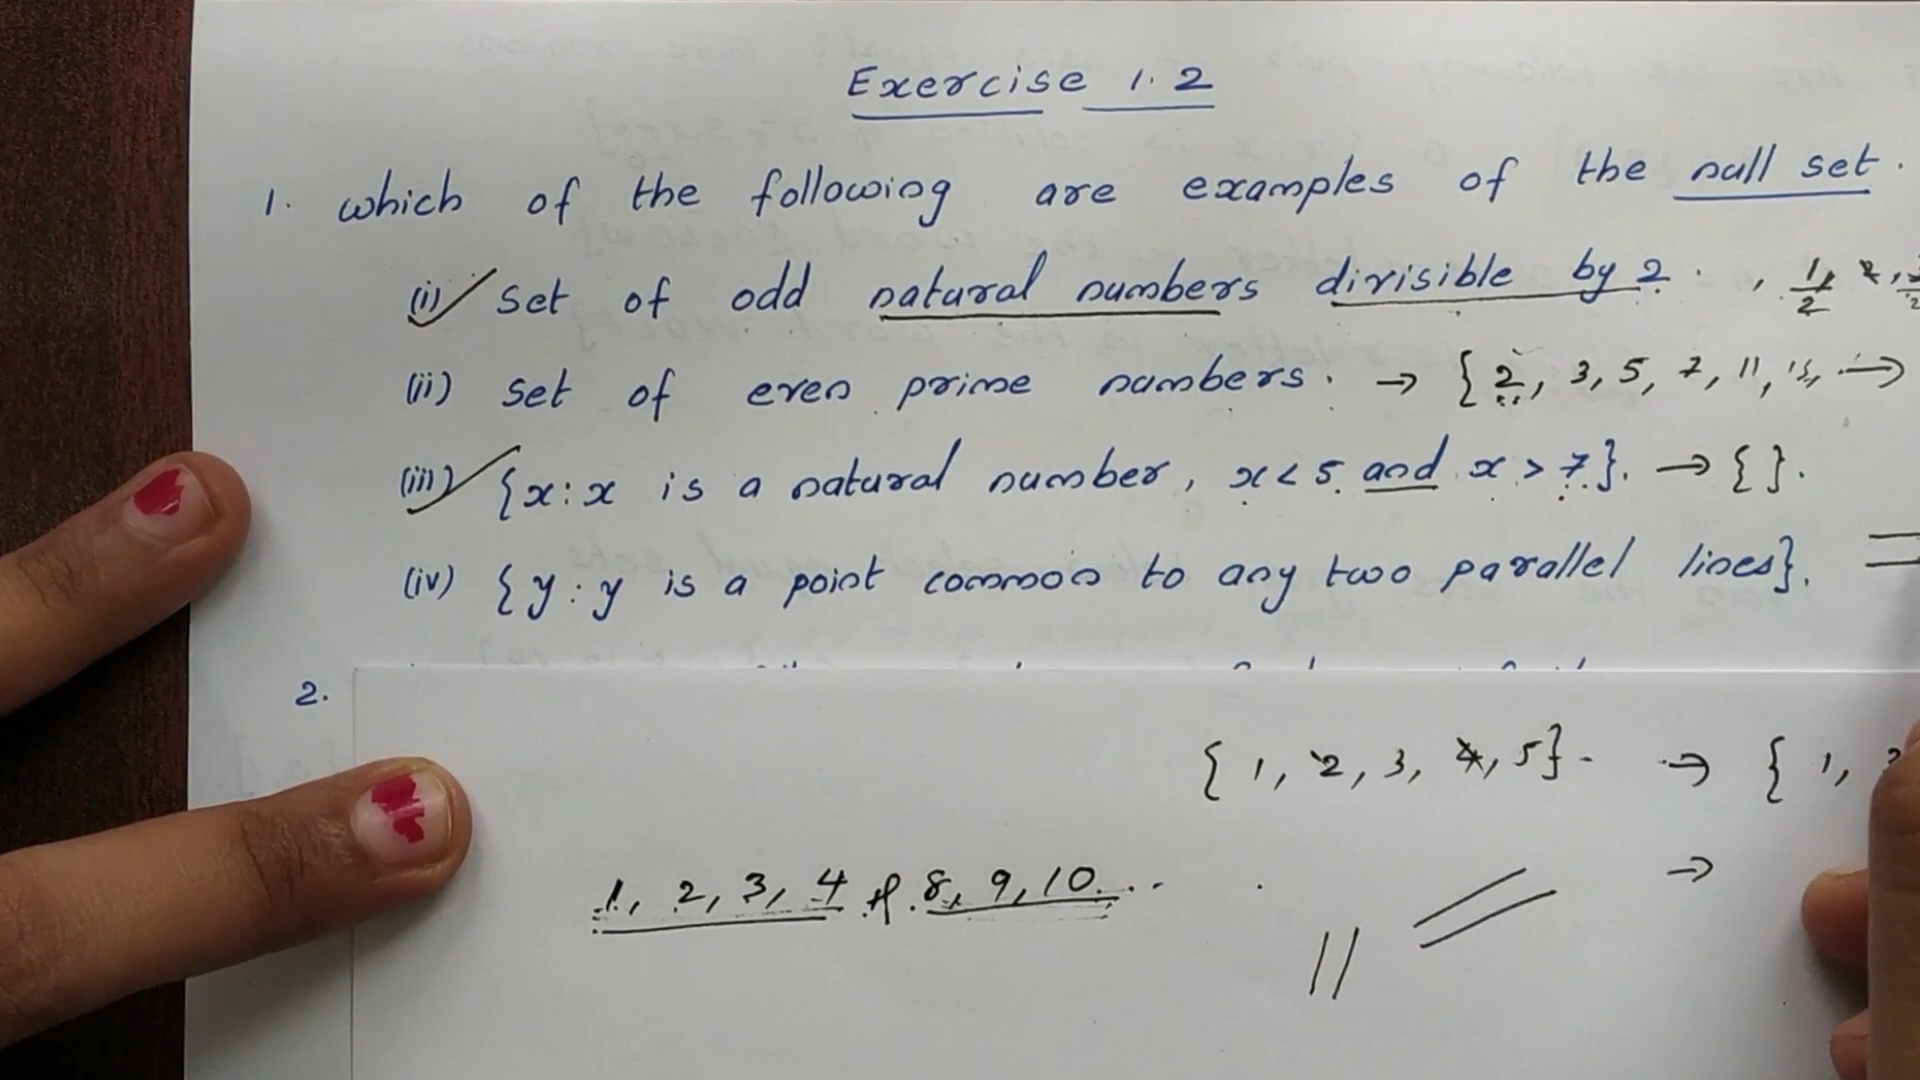 Exercise 1.2
1. which of the following are examples of the null set.
(i) set of odd natural numbers divisible by 2. , 1/2
(ii) set of even prime numbers. → {2, 3, 5, 7, 11, 13, →
(iii) {x : x is a natural number, x < 5 and x > 7}. → { }.
(iv) {y : y is a point common to any two parallel lines}.
2.
{ 1, 2, 3, 4, 5}. → { 1,
1, 2, 3, 4 & 8, 9, 10... →